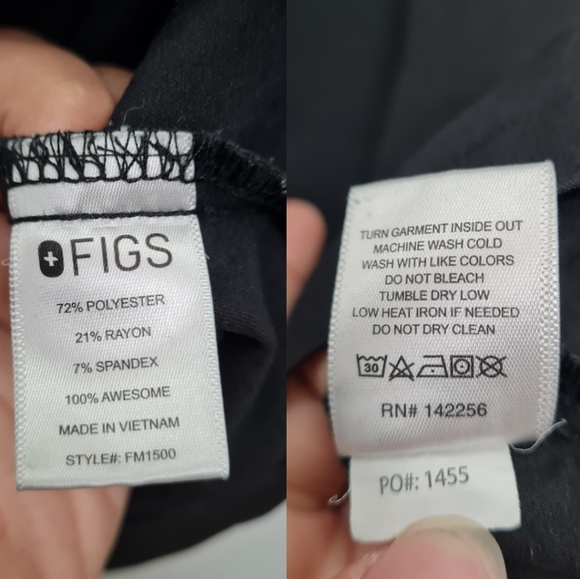 FIGS
72% POLYESTER
21% RAYON
7% SPANDEX
100% AWESOME
MADE IN VIETNAM
STYLE#: FM1500
TURN GARMENT INSIDE OUT
MACHINE WASH COLD
WASH WITH LIKE COLORS
DO NOT BLEACH
TUMBLE DRY LOW
LOW HEAT IRON IF NEEDED
DO NOT DRY CLEAN
30
RN# 142256
PO#: 1455